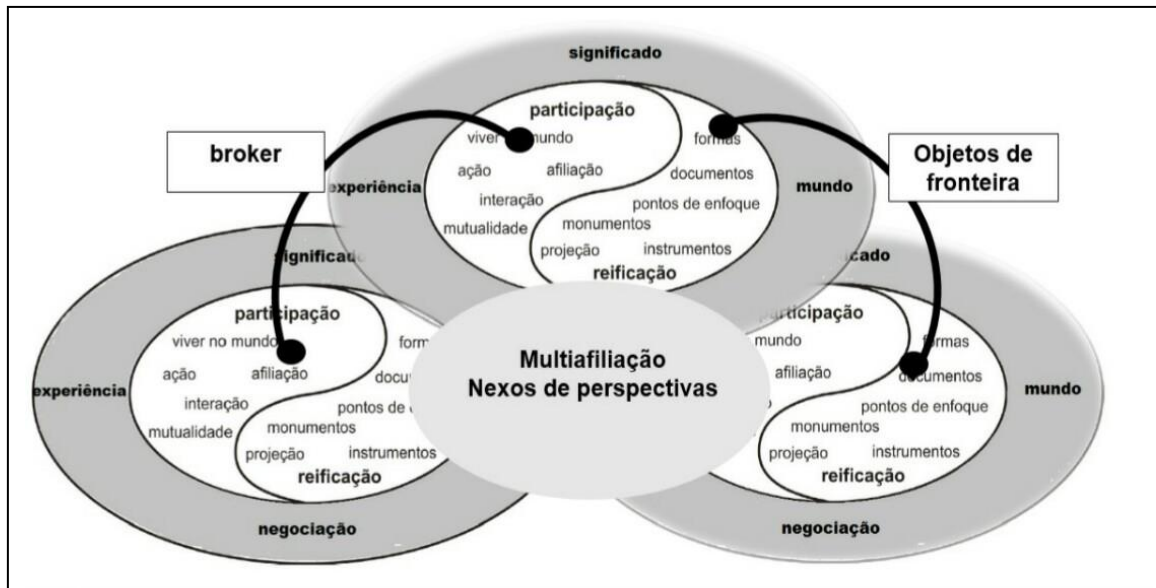 significado
participação
viver mundo
formas
ação
afiliação
documentos
experiência
mundo
interação
pontos de enfoque
mutualidade
monumentos
projeção
instrumentos
reificação
broker
Objetos de
fronteira
significado
participação
viver no mundo
ação
afiliação
experiência
interação
pontos de
mutualidade
monumentos
projeção
instrumentos
reificação
negociação
Multiafiliação
Nexos de perspectivas
participação
mundo
formas
afiliação
documentos
mundo
pontos de enfoque
monumentos
projeção
instrumentos
reificação
negociação